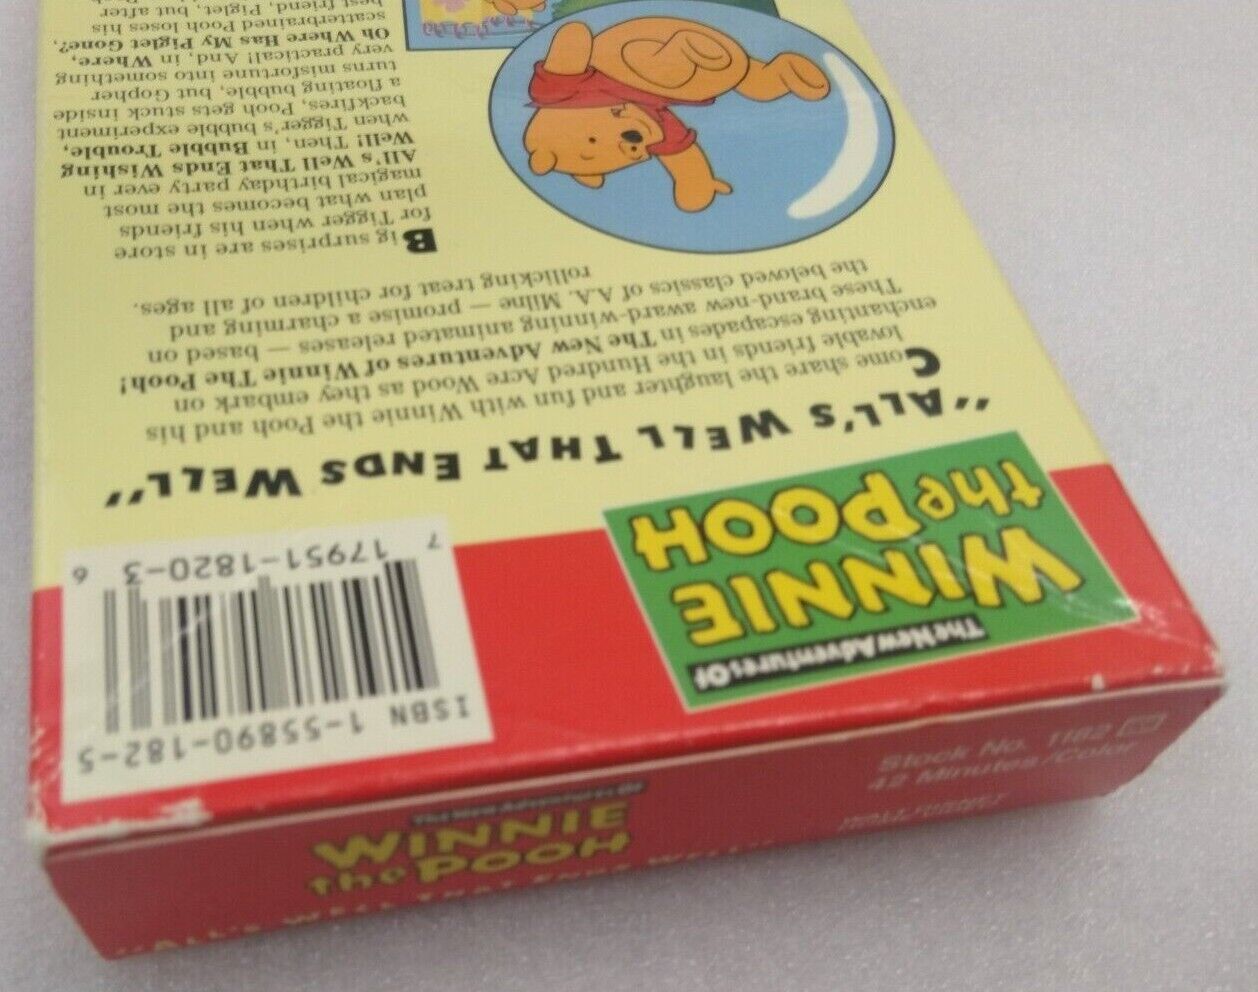 The New Adventures Of
WINNIE
the POOH
ISBN 1-55890-182-5
7 17951-1820-3 6
"ALL'S WELL THAT ENDS WELL"
Come share the laughter and fun with Winnie the Pooh and his
lovable friends in the Hundred Acre Wood as they embark on
enchanting escapades in The New Adventures of Winnie The Pooh!
These brand-new award-winning animated releases — based on
the beloved classics of A.A. Milne — promise a charming and
rollicking treat for children of all ages.
Big surprises are in store
for Tigger when his friends
plan what becomes the most
magical birthday party ever in
All's Well That Ends Wishing
Well! Then, in Bubble Trouble,
when Tigger's bubble experiment
backfires, Pooh gets stuck inside
a floating bubble, but Gopher
turns misfortune into something
very practical! And, in Where,
Oh Where Has My Piglet Gone?,
scatterbrained Pooh loses his
best friend, Piglet, but after
The New Adventures Of
WINNIE
the POOH
"ALL'S WELL THAT ENDS WELL"
Stock No. 1182
42 Minutes/Color